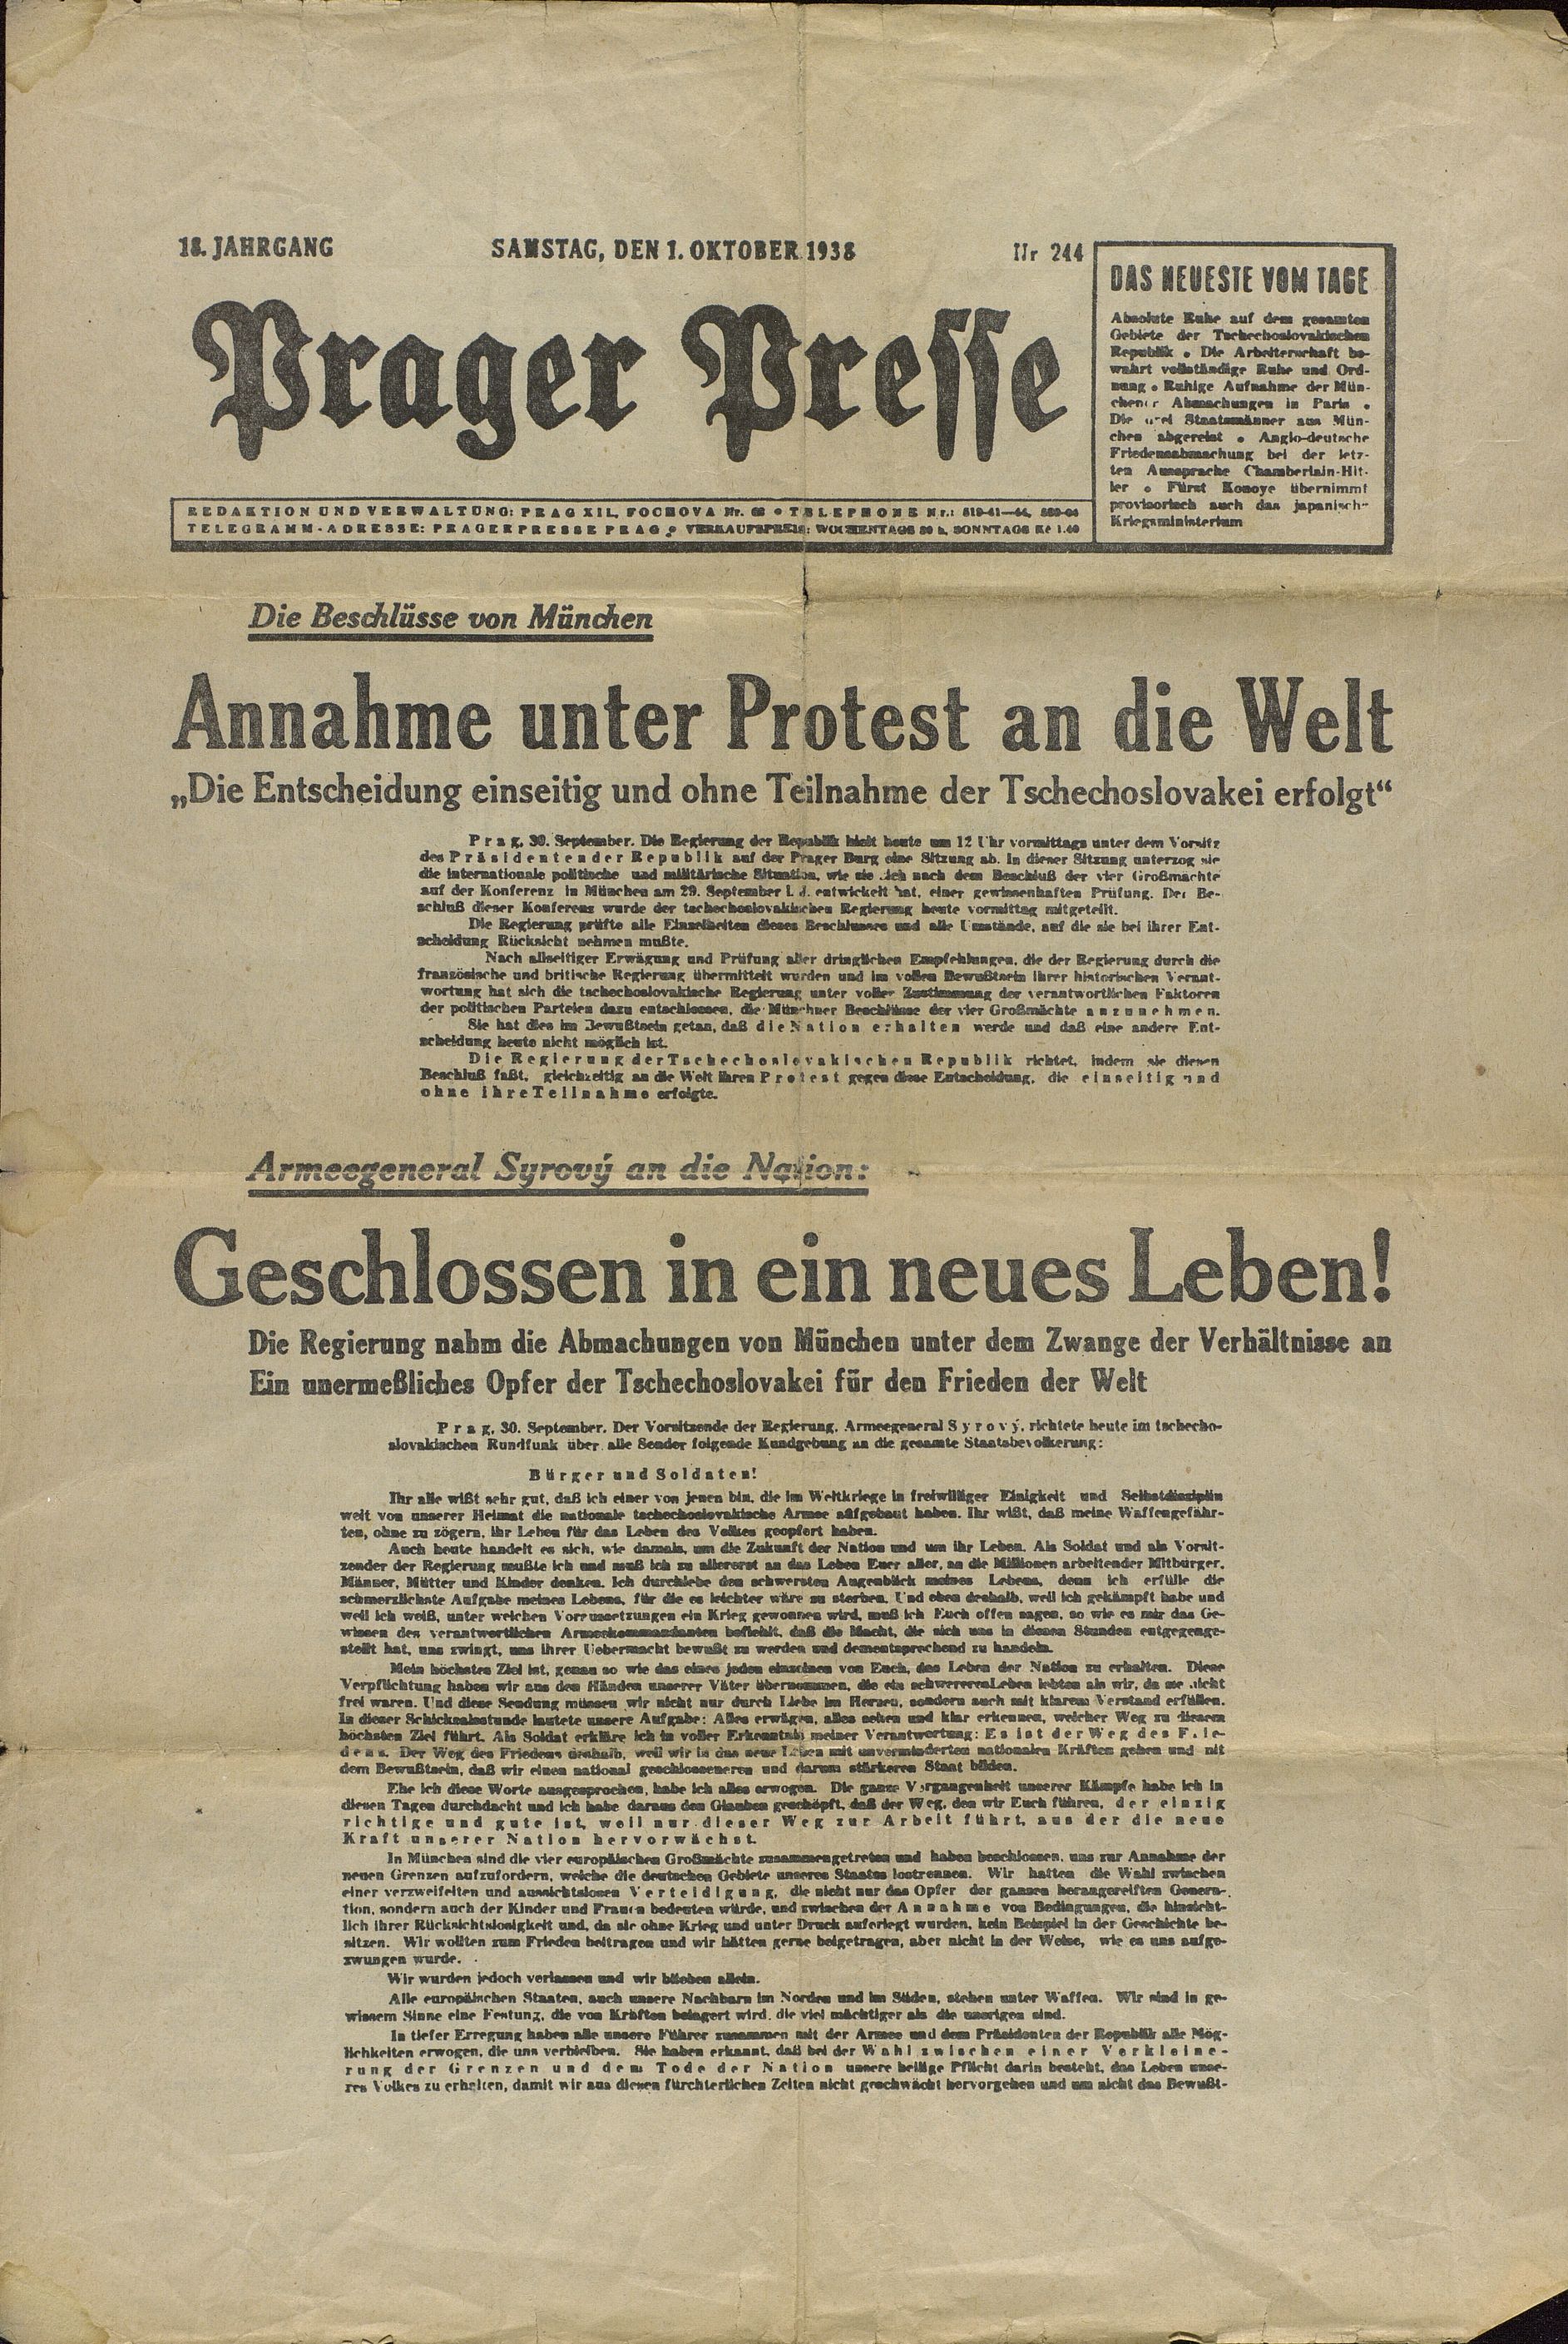 18. JAHRGANG
SAMSTAG, DEN 1. OKTOBER 1938
Nr 244
Prager Presse
REDAKTION UND VERWALTUNG: PRAG XII., FOCHOVA Nr. 62 • TELEPHONE Nr.:
TELEGRAMM-ADRESSE: PRAGERPRESSE PRAG • VERKAUFSPREIS: WOCHENTAGS 80 h, SONNTAGS Kč 1.40
DAS NEUESTE VOM TAGE
Absolute Ruhe auf dem gesamten
Gebiete der Tschechoslovakischen
Republik • Die Arbeiterschaft be-
wahrt vollständige Ruhe und Ord-
nung • Ruhige Aufnahme der Mün-
chener Abmachungen in Paris •
Die drei Staatsmänner aus Mün-
chen abgereist • Anglo-deutsche
Friedensabmachung bei der letz-
ten Aussprache Chamberlain-Hit-
ler • Fürst Konoye übernimmt
provisorisch auch das japanische
Kriegsministerium
Die Beschlüsse von München
Annahme unter Protest an die Welt
„Die Entscheidung einseitig und ohne Teilnahme der Tschechoslovakei erfolgt“
Prag, 30. September. Die Regierung der Republik hielt heute um 12 Uhr vormittags unter dem Vorsitz
des Präsidenten der Republik auf der Prager Burg eine Sitzung ab. In dieser Sitzung unterzog sie
die internationale politische und militärische Situation, wie sie sich nach dem Beschluß der vier Großmächte
auf der Konferenz in München am 29. September l. J. entwickelt hat, einer gewissenhaften Prüfung. Der Be-
schluß dieser Konferenz wurde der tschechoslovakischen Regierung heute vormittag mitgeteilt.
Die Regierung prüfte alle Einzelheiten dieses Beschlusses und alle Umstände, auf die sie bei ihrer Ent-
scheidung Rücksicht nehmen mußte.
Nach allseitiger Erwägung und Prüfung aller dringlichen Empfehlungen, die der Regierung durch die
französische und britische Regierung übermittelt wurden und im vollen Bewußtsein ihrer historischen Verant-
wortung hat sich die tschechoslovakische Regierung unter voller Zustimmung der verantwortlichen Faktoren
der politischen Parteien dazu entschlossen, die Münchner Beschlüsse der vier Großmächte anzunehmen.
Sie hat dies im Bewußtsein getan, daß die Nation erhalten werde und daß eine andere Ent-
scheidung heute nicht möglich ist.
Die Regierung der Tschechoslovakischen Republik richtet, indem sie diesen
Beschluß faßt, gleichzeitig an die Welt ihren Protest gegen diese Entscheidung, die einseitig und
ohne ihre Teilnahme erfolgte.
Armeegeneral Syrový an die Nation:
Geschlossen in ein neues Leben!
Die Regierung nahm die Abmachungen von München unter dem Zwange der Verhältnisse an
Ein unermeßliches Opfer der Tschechoslovakei für den Frieden der Welt
Prag, 30. September. Der Vorsitzende der Regierung, Armeegeneral Syrový, richtete heute im tschecho-
slovakischen Rundfunk über alle Sender folgende Kundgebung an die gesamte Staatsbevölkerung:
Bürger und Soldaten!
Ihr alle wißt sehr gut, daß ich einer von jenen bin, die im Weltkriege in freiwilliger Einigkeit und Selbstdisziplin
weit von unserer Heimat die nationale tschechoslovakische Armee aufgebaut haben. Ihr wißt, daß meine Waffengefähr-
ten, ohne zu zögern, ihr Leben für das Leben des Volkes geopfert haben.
Auch heute handelt es sich, wie damals, um die Zukunft der Nation und um ihr Leben. Als Soldat und als Vorsit-
zender der Regierung mußte ich und muß ich zu allererst an das Leben Euer aller, an die Millionen arbeitender Mitbürger,
Männer, Mütter und Kinder denken. Ich durchlebe den schwersten Augenblick meines Lebens, denn ich erfülle die
schmerzlichste Aufgabe meines Lebens, für die es leichter wäre zu sterben. Und eben deshalb, weil ich gekämpft habe und
weil ich weiß, unter welchen Voraussetzungen ein Krieg gewonnen wird, muß ich Euch offen sagen, so wie es mir das Ge-
wissen des verantwortlichen Armeekommandanten befiehlt, daß die Macht, die sich uns in diesen Stunden entgegenge-
stellt hat, uns zwingt, uns ihrer Uebermacht bewußt zu werden und dementsprechend zu handeln.
Mein höchstes Ziel ist, genau so wie das eines jeden einzelnen von Euch, das Leben der Nation zu erhalten. Diese
Verpflichtung haben wir aus den Händen unserer Väter übernommen, die ein schwereres Leben lebten als wir, da sie nicht
frei waren. Und diese Sendung müssen wir nicht nur durch Liebe im Herzen, sondern auch mit klarem Verstand erfüllen.
In dieser Schicksalsstunde lautete unsere Aufgabe: Alles erwägen, alles sehen und klar erkennen, welcher Weg zu diesem
höchsten Ziel führt. Als Soldat erkläre ich in voller Erkenntnis meiner Verantwortung: Es ist der Weg des Frie-
dens. Der Weg des Friedens deshalb, weil wir in das neue Leben mit unverminderten nationalen Kräften gehen und mit
dem Bewußtsein, daß wir einen national geschlosseneren und darum stärkeren Staat bilden.
Ehe ich diese Worte ausgesprochen, habe ich alles erwogen. Die ganze Vergangenheit unserer Kämpfe habe ich in
diesen Tagen durchdacht und ich habe daraus den Glauben geschöpft, daß der Weg, den wir Euch führen, der einzig
richtige und gute ist, weil nur dieser Weg zur Arbeit führt, aus der die neue
Kraft unserer Nation hervorwächst.
In München sind die vier europäischen Großmächte zusammengetreten und haben beschlossen, uns zur Annahme der
neuen Grenzen aufzufordern, welche die deutschen Gebiete unseres Staates lostrennen. Wir hatten die Wahl zwischen
einer verzweifelten und aussichtslosen Verteidigung, die nicht nur das Opfer der ganzen herangereiften Genera-
tion, sondern auch der Kinder und Frauen bedeuten würde, und zwischen der Annahme von Bedingungen, die hinsicht-
lich ihrer Rücksichtslosigkeit und, da sie ohne Krieg und unter Druck auferlegt wurden, kein Beispiel in der Geschichte be-
sitzen. Wir wollten zum Frieden beitragen und wir hätten gerne beigetragen, aber nicht in der Weise, wie es uns aufge-
zwungen wurde.
Wir wurden jedoch verlassen und wir blieben allein.
Alle europäischen Staaten, auch unsere Nachbarn im Norden und im Süden, stehen unter Waffen. Wir sind in ge-
wissem Sinne eine Festung, die von Kräften belagert wird, die viel mächtiger als die unsrigen sind.
In tiefer Erregung haben alle unsere Führer zusammen mit der Armee und dem Präsidenten der Republik alle Mög-
lichkeiten erwogen, die uns verbleiben. Sie haben erkannt, daß bei der Wahl zwischen einer Verkleine-
rung der Grenzen und dem Tode der Nation unsere heilige Pflicht darin besteht, das Leben unse-
res Volkes zu erhalten, damit wir aus diesen fürchterlichen Zeiten nicht geschwächt hervorgehen und um nicht das Bewußt-